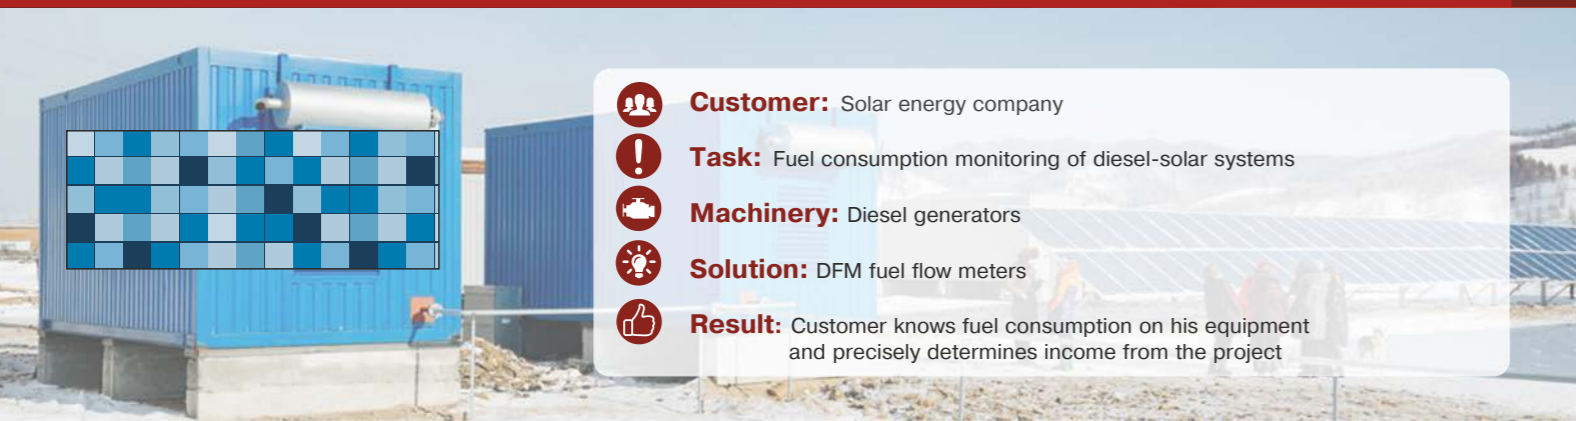 Customer: Solar energy company
Task: Fuel consumption monitoring of diesel-solar systems
Machinery: Diesel generators
Solution: DFM fuel flow meters
Result: Customer knows fuel consumption on his equipment
and precisely determines income from the project